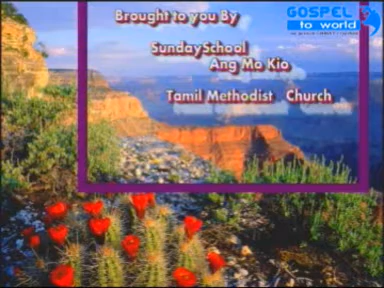 Brought to you By
GOSPEL
to world
SundaySchool
Ang Mo Kio
Tamil Methodist Church